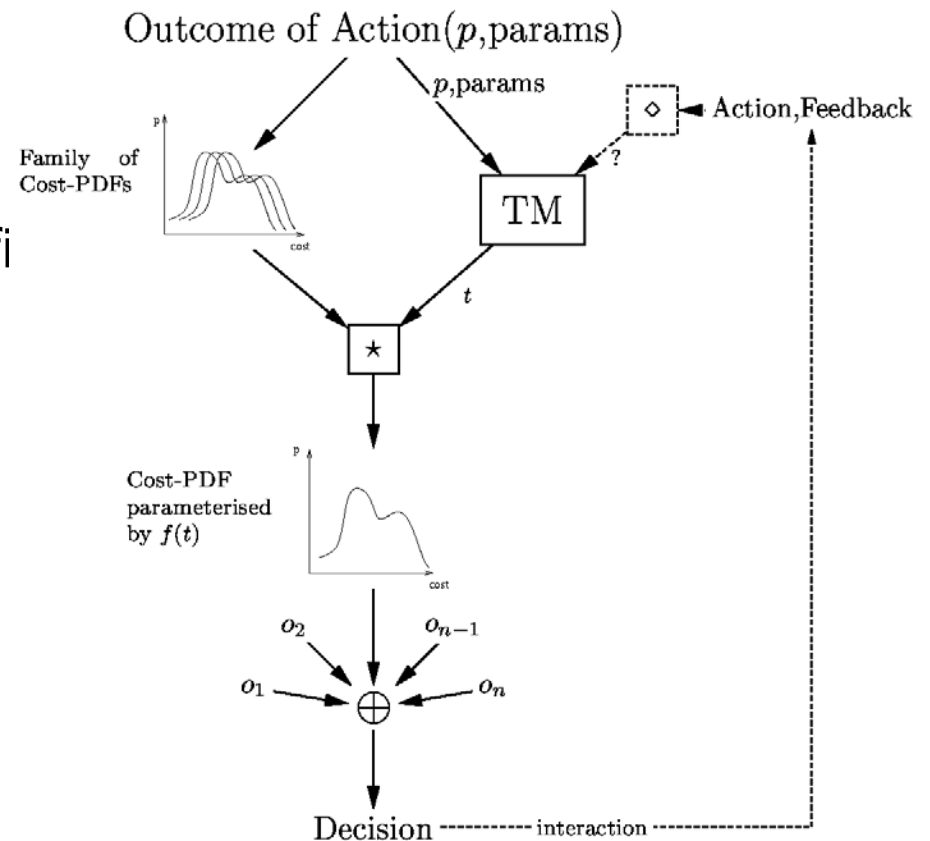 Outcome of Action(p,params)
p,params
◇
Action,Feedback
?
p
Family of
Cost-PDFs
cost
TM
fi
t
⋆
p
Cost-PDF
parameterised
by f(t)
cost
o₂
oₙ₋₁
o₁
oₙ
⊕
Decision
interaction